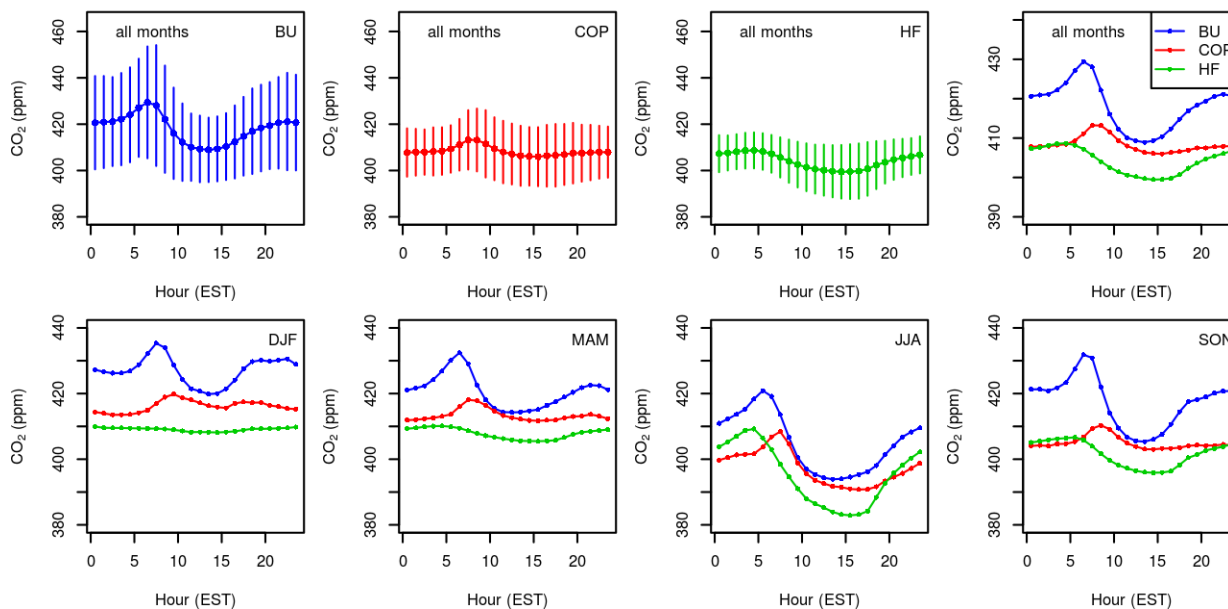 all months BU
CO2 (ppm)
460
440
420
400
380
0 5 10 15 20
Hour (EST)
all months COP
CO2 (ppm)
460
440
420
400
380
0 5 10 15 20
Hour (EST)
all months HF
CO2 (ppm)
460
440
420
400
380
0 5 10 15 20
Hour (EST)
all months
BU
COP
HF
CO2 (ppm)
430
410
390
0 5 10 15 20
Hour (EST)
DJF
CO2 (ppm)
440
420
400
380
0 5 10 15 20
Hour (EST)
MAM
CO2 (ppm)
440
420
400
380
0 5 10 15 20
Hour (EST)
JJA
CO2 (ppm)
440
420
400
380
0 5 10 15 20
Hour (EST)
SON
CO2 (ppm)
440
420
400
380
0 5 10 15 20
Hour (EST)